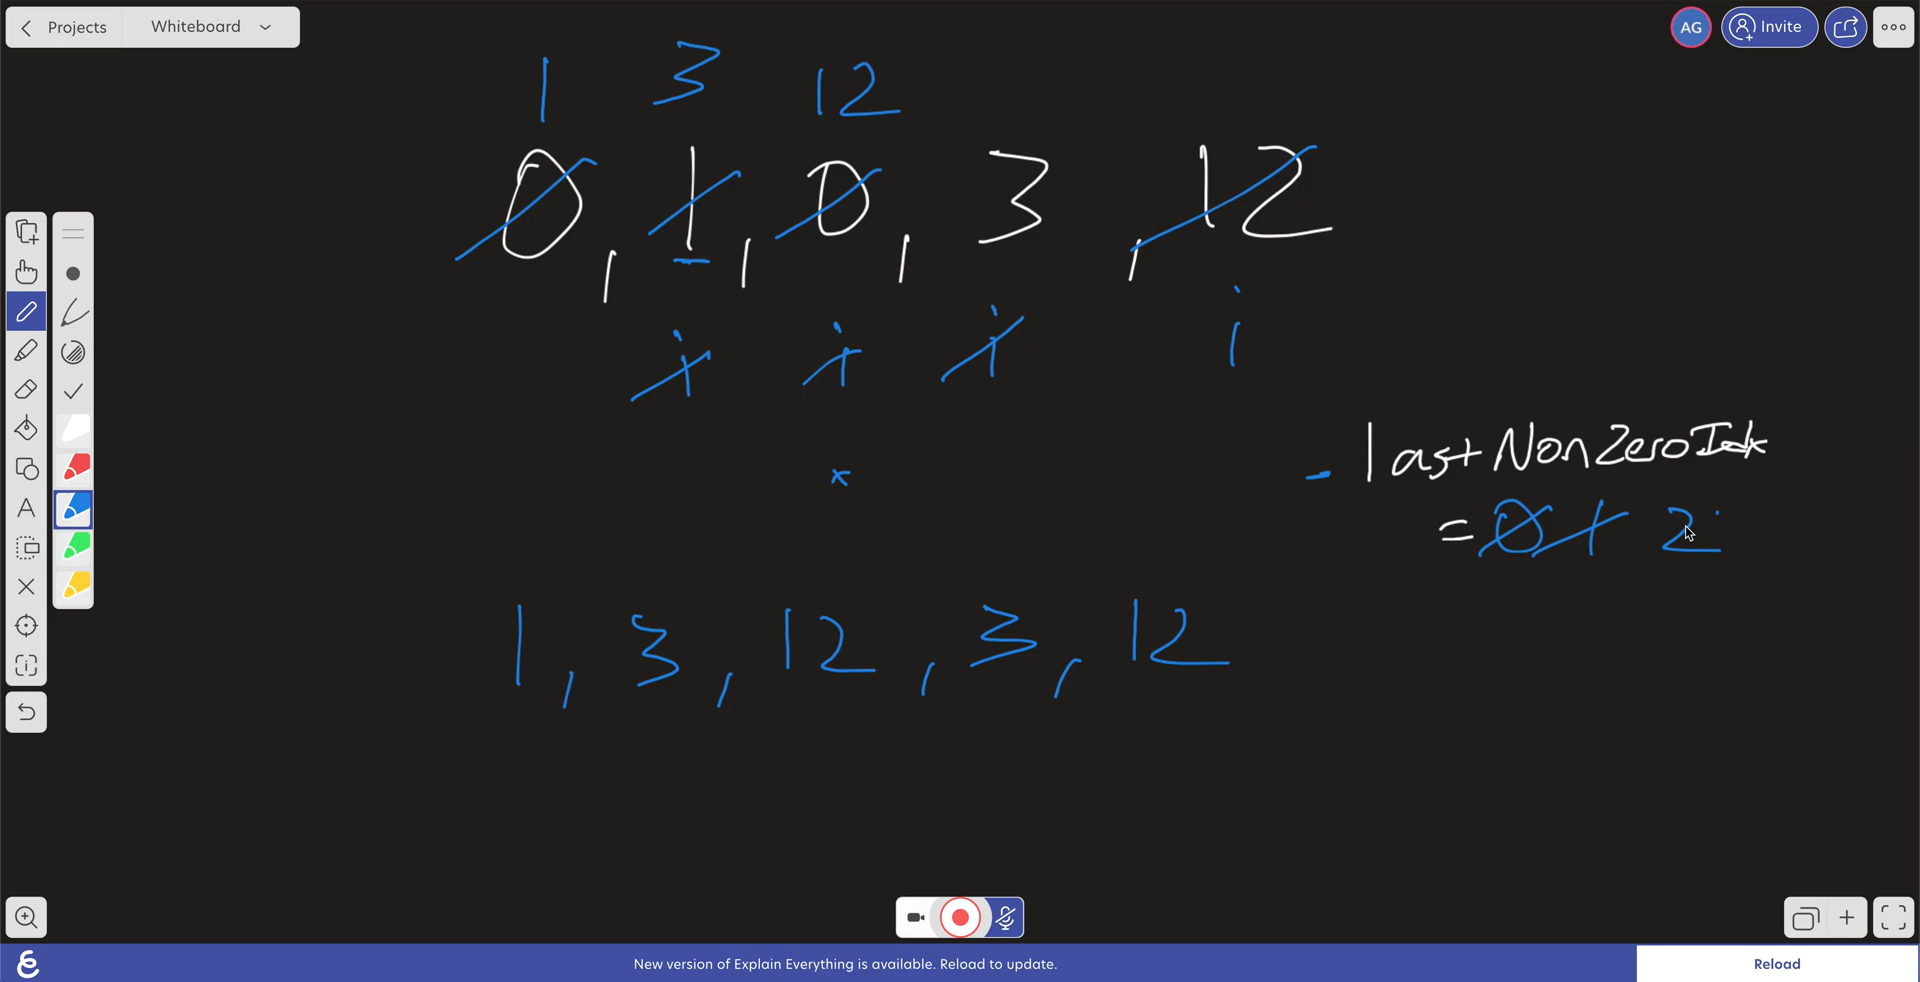 Projects Whiteboard
AG Invite
1 3 12
0, 1, 0, 3, 12
i i i i
x
- lastNonZeroIdx
= 0 1 2
1, 3, 12, 3, 12
A
New version of Explain Everything is available. Reload to update.
Reload